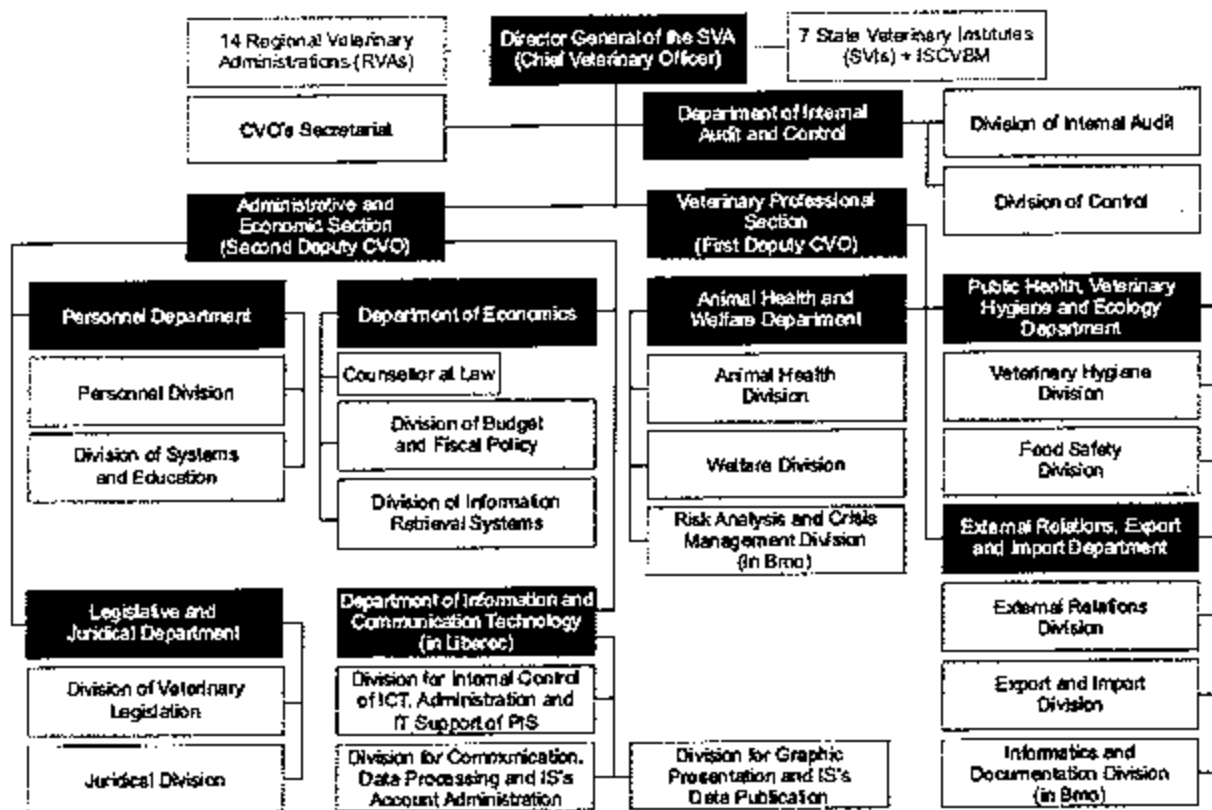 14 Regional Veterinary
Administrations (RVAs)
Director General of the SVA
(Chief Veterinary Officer)
7 State Veterinary Institutes
(SVIs) + ISCVBM
CVO's Secretariat
Department of Internal
Audit and Control
Division of Internal Audit
Division of Control
Administrative and
Economic Section
(Second Deputy CVO)
Veterinary Professional
Section
(First Deputy CVO)
Personnel Department
Department of Economics
Animal Health and
Welfare Department
Public Health, Veterinary
Hygiene and Ecology
Department
Personnel Division
Counsellor at Law
Animal Health
Division
Veterinary Hygiene
Division
Division of Systems
and Education
Division of Budget
and Fiscal Policy
Welfare Division
Food Safety
Division
Division of Information
Retrieval Systems
Risk Analysis and Crisis
Management Division
(in Brno)
External Relations, Export
and Import Department
Legislative and
Juridical Department
Department of Information and
Communication Technology
(in Liberec)
External Relations
Division
Division of Veterinary
Legislation
Division for Internal Control
of ICT, Administration and
IT Support of PIS
Export and Import
Division
Juridical Division
Division for Communication,
Data Processing and IS's
Account Administration
Division for Graphic
Presentation and IS's
Data Publication
Informatics and
Documentation Division
(in Brno)